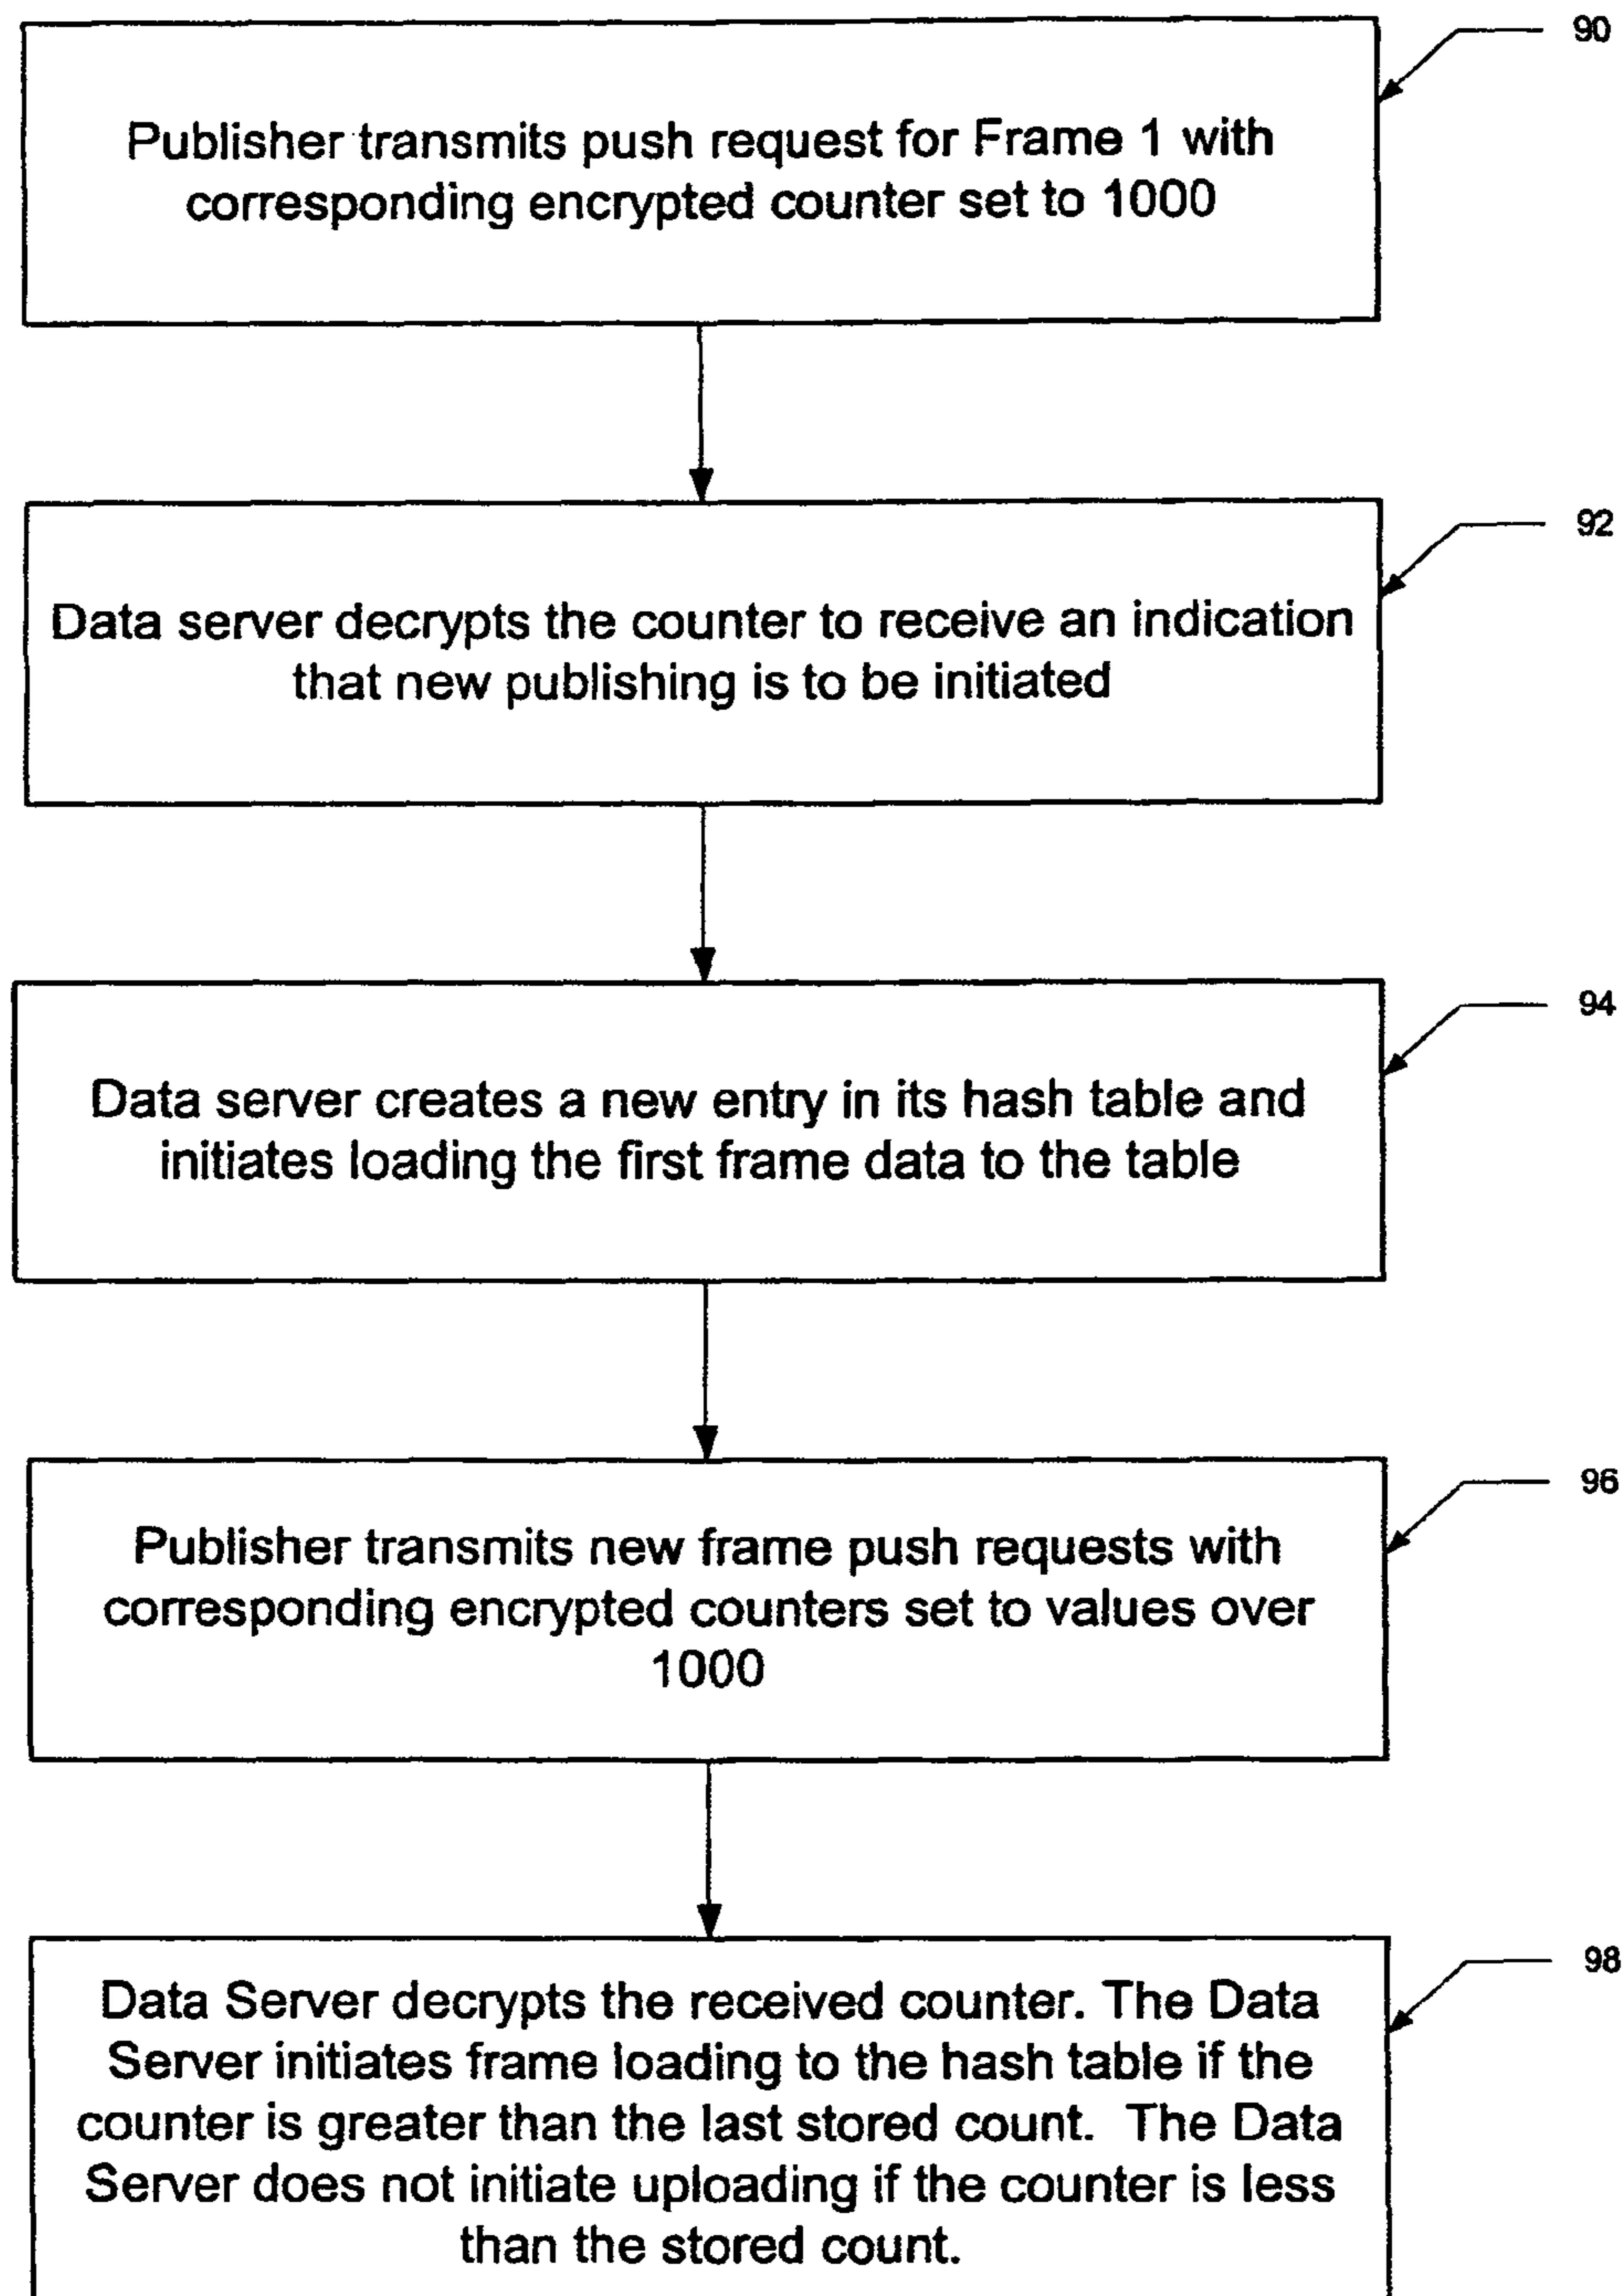 90
Publisher transmits push request for Frame 1 with
corresponding encrypted counter set to 1000
92
Data server decrypts the counter to receive an indication
that new publishing is to be initiated
94
Data server creates a new entry in its hash table and
initiates loading the first frame data to the table
96
Publisher transmits new frame push requests with
corresponding encrypted counters set to values over
1000
98
Data Server decrypts the received counter. The Data
Server initiates frame loading to the hash table if the
counter is greater than the last stored count. The Data
Server does not initiate uploading if the counter is less
than the stored count.